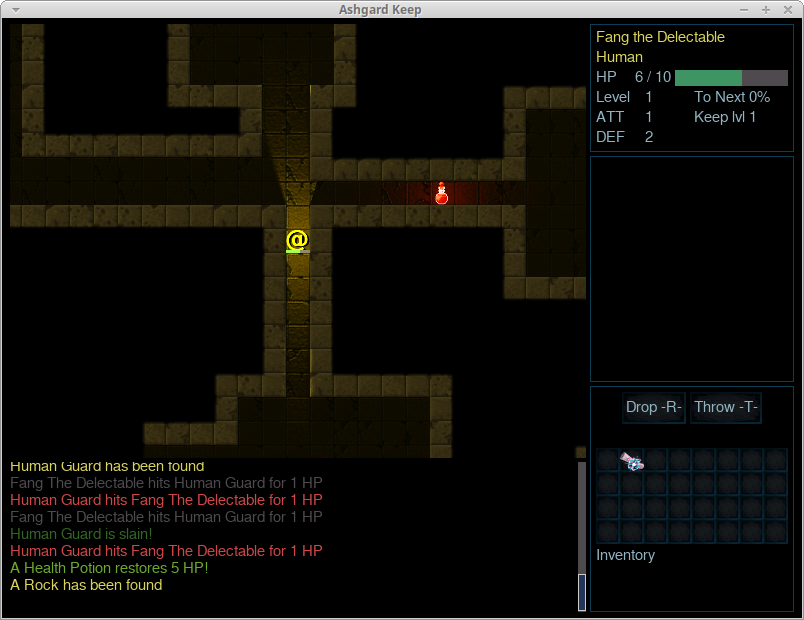 Ashgard Keep
Fang the Delectable
Human
HP 6 / 10
Level 1 To Next 0%
ATT 1 Keep lvl 1
DEF 2
@
Drop -R- Throw -T-
Inventory
Human Guard has been found
Fang The Delectable hits Human Guard for 1 HP
Human Guard hits Fang The Delectable for 1 HP
Fang The Delectable hits Human Guard for 1 HP
Human Guard is slain!
Human Guard hits Fang The Delectable for 1 HP
A Health Potion restores 5 HP!
A Rock has been found